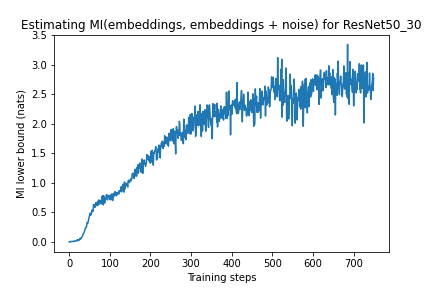 Estimating MI(embeddings, embeddings + noise) for ResNet50_30
3.5
3.0
2.5
2.0
1.5
1.0
0.5
0.0
MI lower bound (nats)
0 100 200 300 400 500 600 700
Training steps